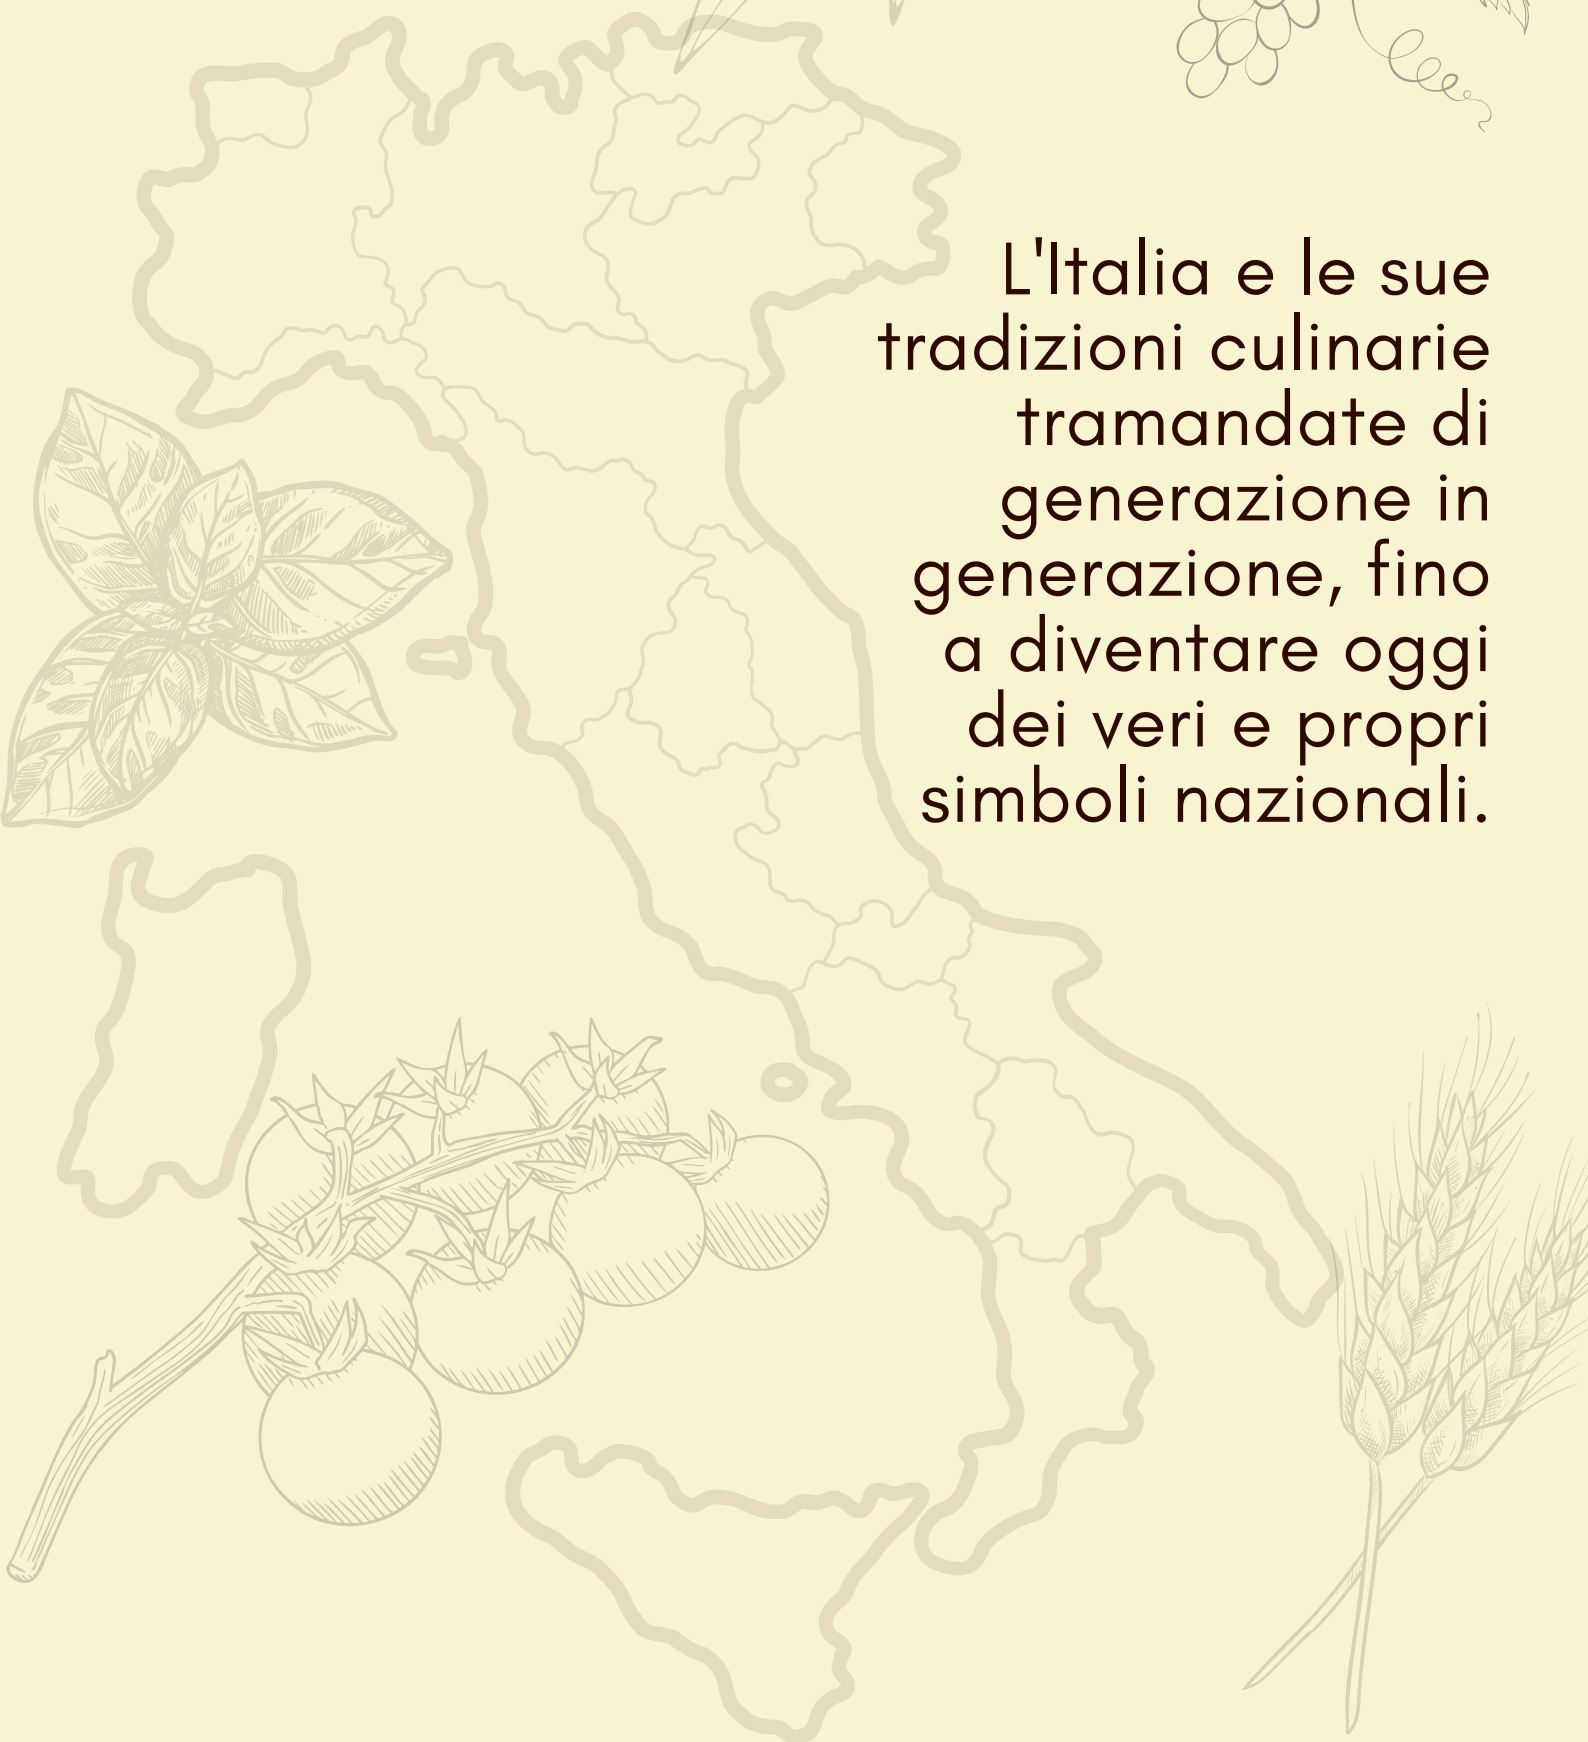 L'Italia e le sue
tradizioni culinarie
tramandate di
generazione in
generazione, fino
a diventare oggi
dei veri e propri
simboli nazionali.